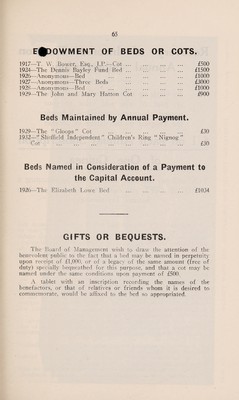 65
ENDOWMENT OF BEDS OR COTS.
1917—T. W. Bower, Esq., J.P.—Cot ... ... ... ... £500
1924—The Dennis Bayley Fund Bed ... ... ... ... £1500
1926—Anonymous—Bed ... ... ... ... £1000
1927—Anonymous—Three Beds ... ... ... ... £3000
1928—Anonymous—Bed ... ... ... ... £1000
1929—The John and Mary Hatton Cot ... ... ... £900
Beds Maintained by Annual Payment.
1929—The "Gloops" Cot ... ... ... ... £30
1932—"Sheffield Independent" Children's Ring "Nignog"
Cot ... ... ... ... ... ... £35
Beds Named in Consideration of a Payment to
the Capital Account.
1926—The Elizabeth Lowe Bed ... ... ... ...
GIFTS OR BEQUESTS.
The Board of Management wish to draw the attention of the
benevolent public to the fact that a bed may be named in perpetuity
upon receipt of £1,000, or of a legacy of the same amount (free of
duty) specially bequeathed for this purpose, and that a cot may be
named under the same conditions upon payment of £500.
A tablet with an inscription recording the names of the
benefactors, or that of relatives or friends whom it is desired to
commemorate, would be affixed to the bed so appropriated.